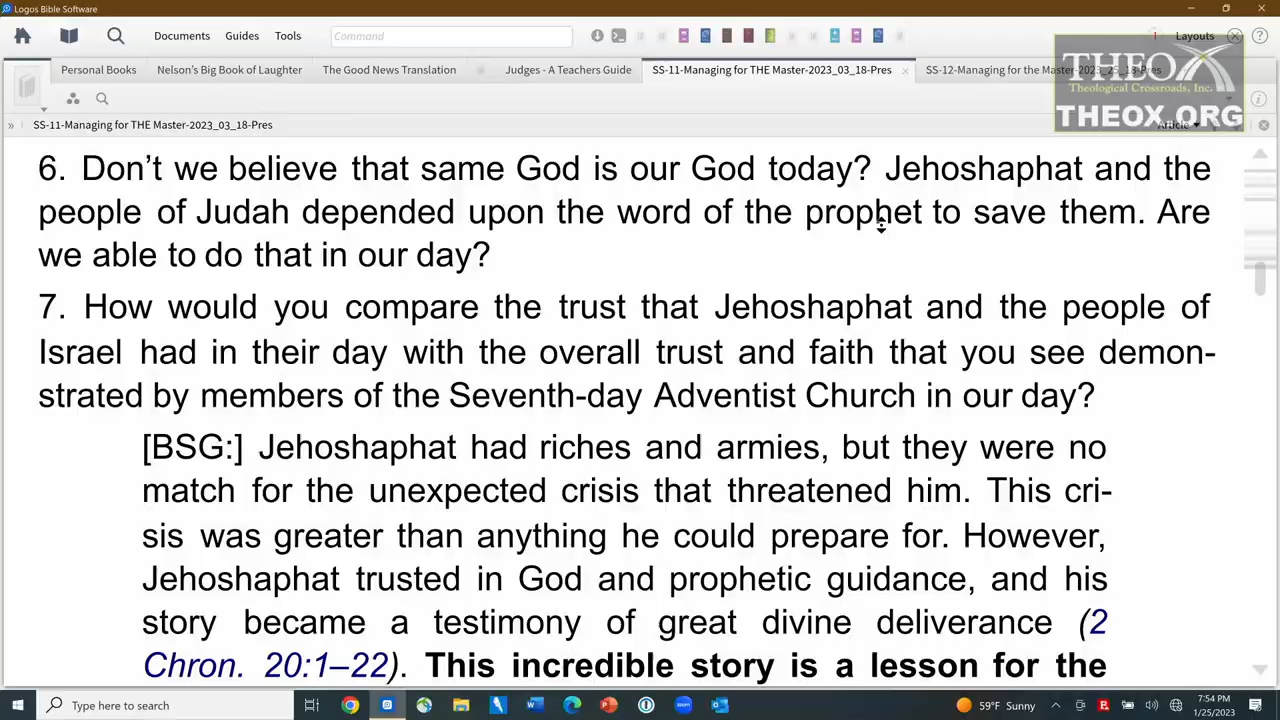 Logos Bible Software
Documents Guides Tools Command Layouts
Personal Books Nelson's Big Book of Laughter The Judges - A Teachers Guide SS-11-Managing for THE Master-2023_03_18-Pres SS-12-Managing for the Master-2023
THEOX
Theological Crossroads, Inc.
THEOX.ORG
SS-11-Managing for THE Master-2023_03_18-Pres
6. Don't we believe that same God is our God today? Jehoshaphat and the
people of Judah depended upon the word of the prophet to save them. Are
we able to do that in our day?
7. How would you compare the trust that Jehoshaphat and the people of
Israel had in their day with the overall trust and faith that you see demon-
strated by members of the Seventh-day Adventist Church in our day?
[BSG:] Jehoshaphat had riches and armies, but they were no
match for the unexpected crisis that threatened him. This cri-
sis was greater than anything he could prepare for. However,
Jehoshaphat trusted in God and prophetic guidance, and his
story became a testimony of great divine deliverance (2
Chron. 20:1–22). This incredible story is a lesson for the
Type here to search 59°F Sunny 7:54 PM
1/25/2023